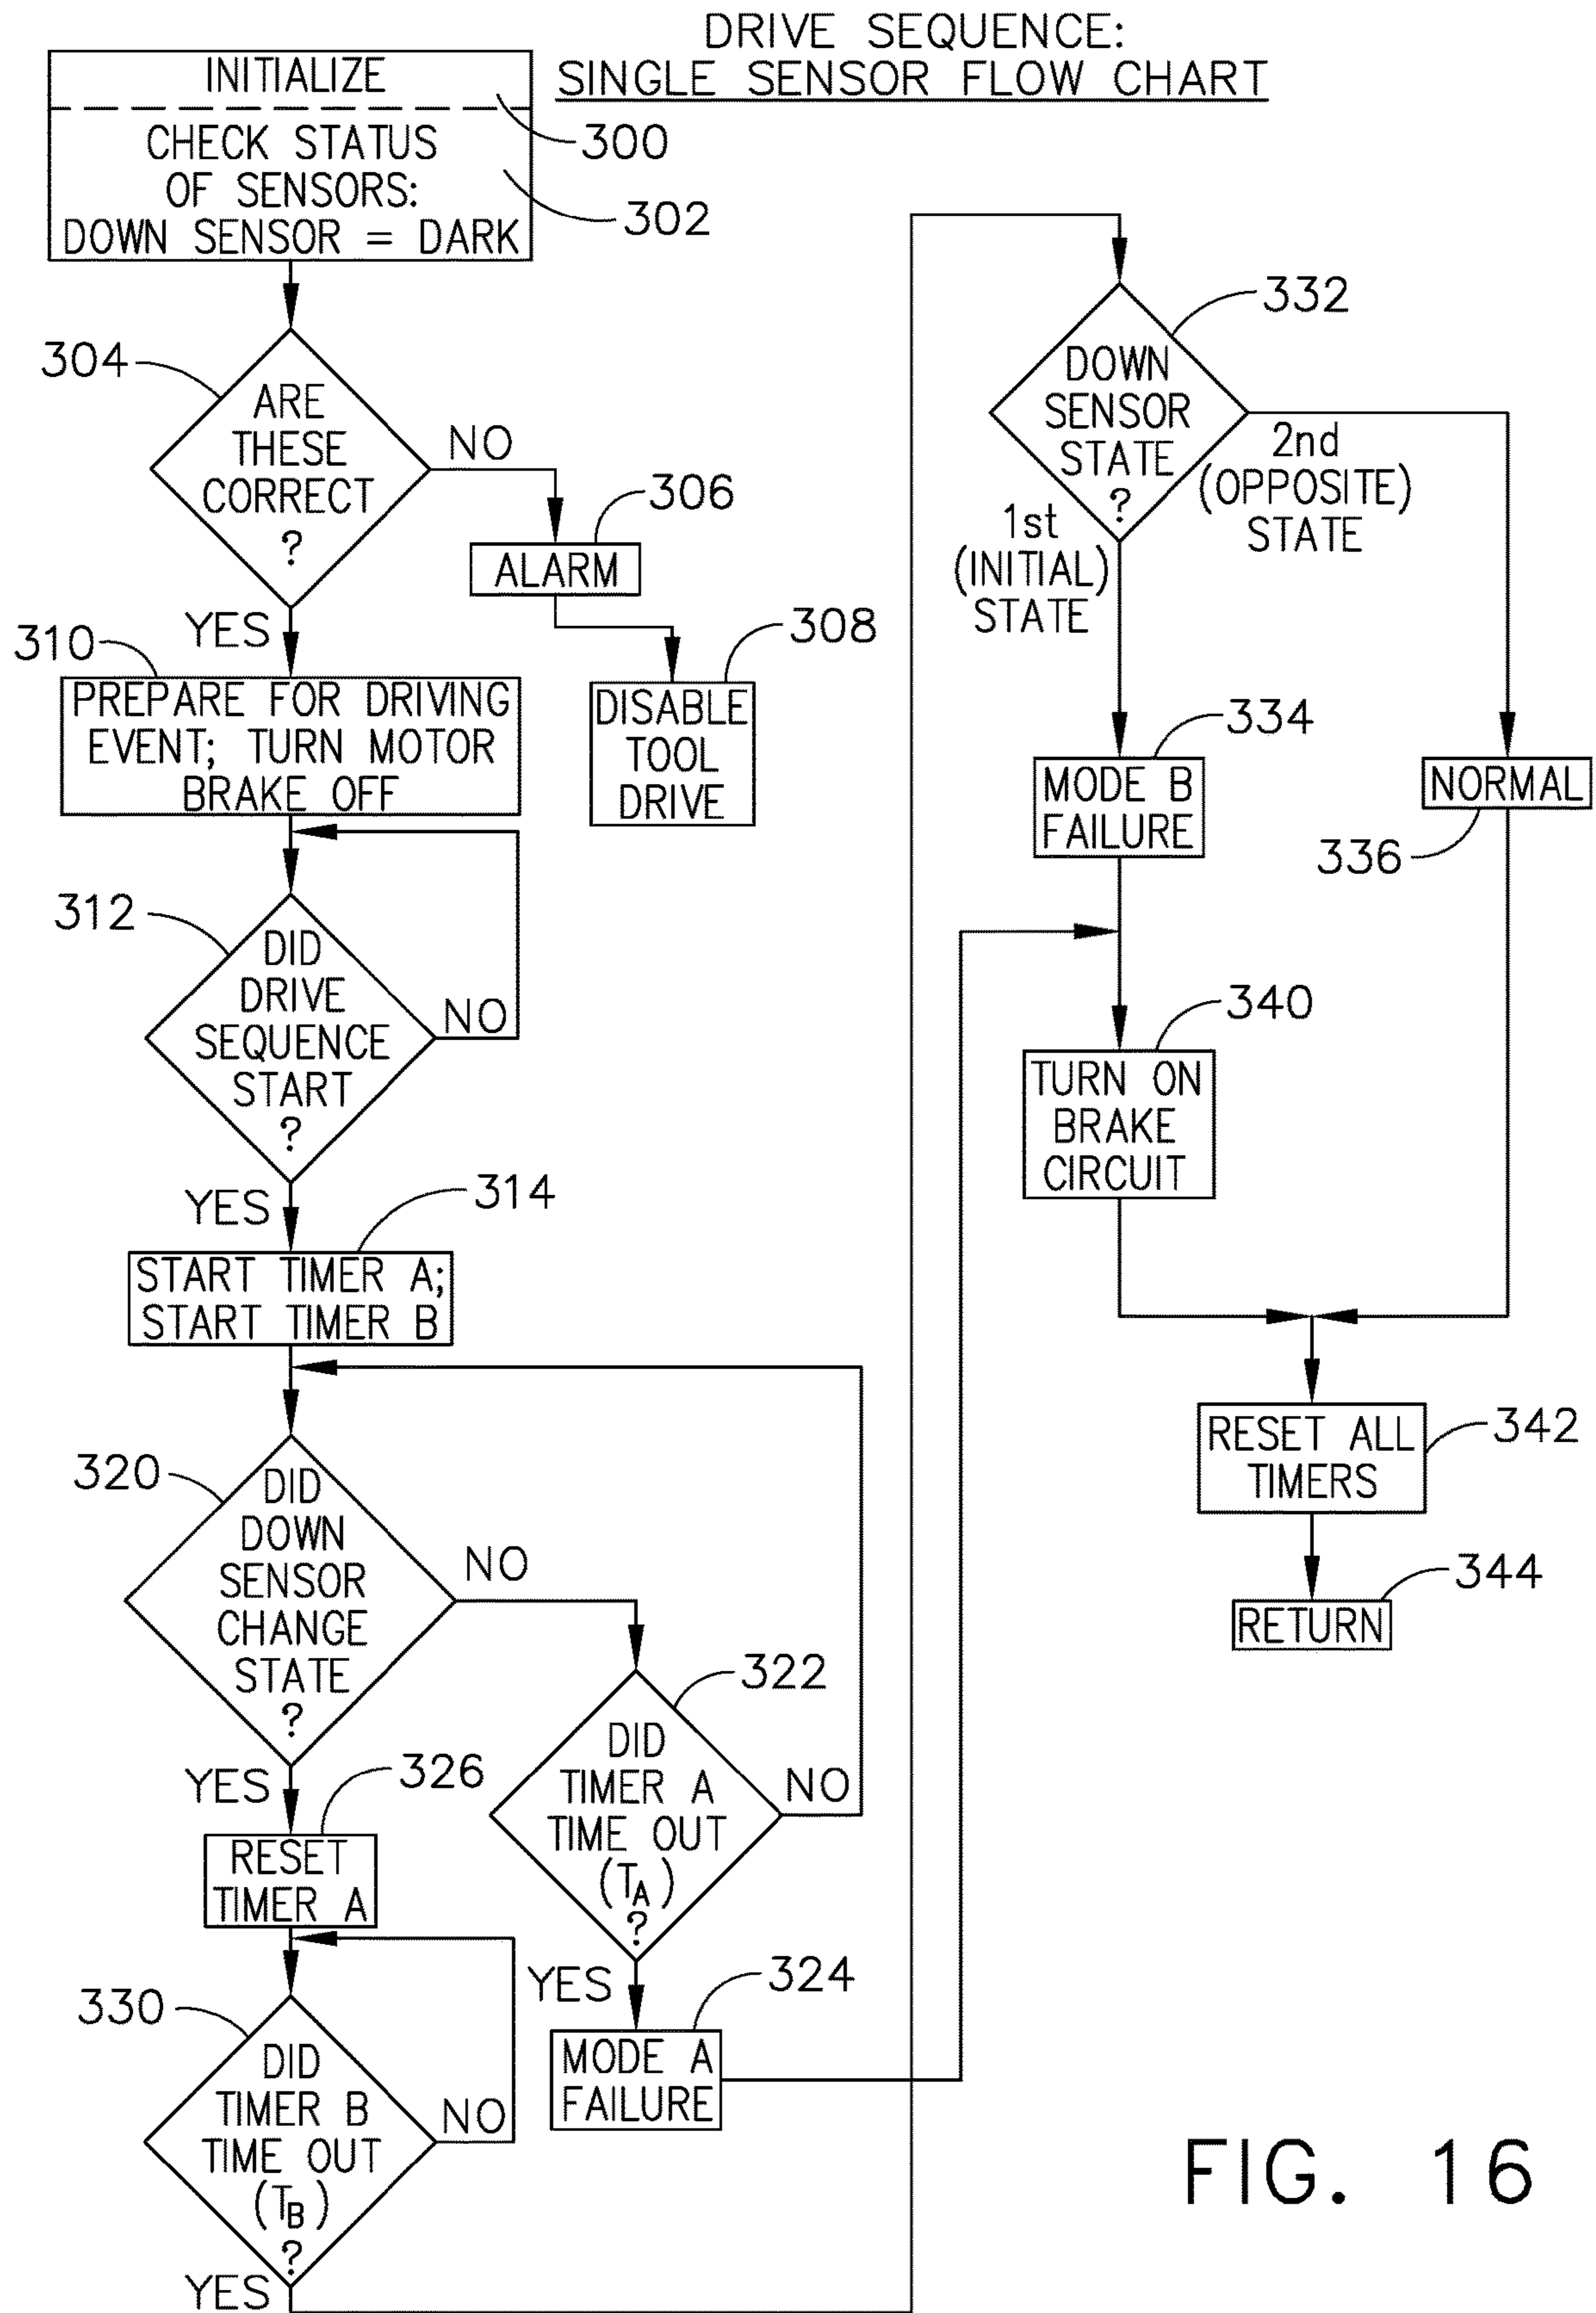 DRIVE SEQUENCE:
SINGLE SENSOR FLOW CHART
INITIALIZE
300
CHECK STATUS
OF SENSORS:
DOWN SENSOR = DARK
302
304
ARE
THESE
CORRECT
?
NO
306
ALARM
308
DISABLE
TOOL
DRIVE
YES
310
PREPARE FOR DRIVING
EVENT; TURN MOTOR
BRAKE OFF
312
DID
DRIVE
SEQUENCE
START
?
NO
YES
314
START TIMER A;
START TIMER B
320
DID
DOWN
SENSOR
CHANGE
STATE
?
NO
322
DID
TIMER A
TIME OUT
(TA)
?
NO
YES
324
MODE A
FAILURE
YES
326
RESET
TIMER A
330
DID
TIMER B
TIME OUT
(TB)
?
NO
YES
332
DOWN
SENSOR
STATE
?
1st
(INITIAL)
STATE
2nd
(OPPOSITE)
STATE
334
MODE B
FAILURE
NORMAL
336
340
TURN ON
BRAKE
CIRCUIT
342
RESET ALL
TIMERS
344
RETURN
FIG. 16